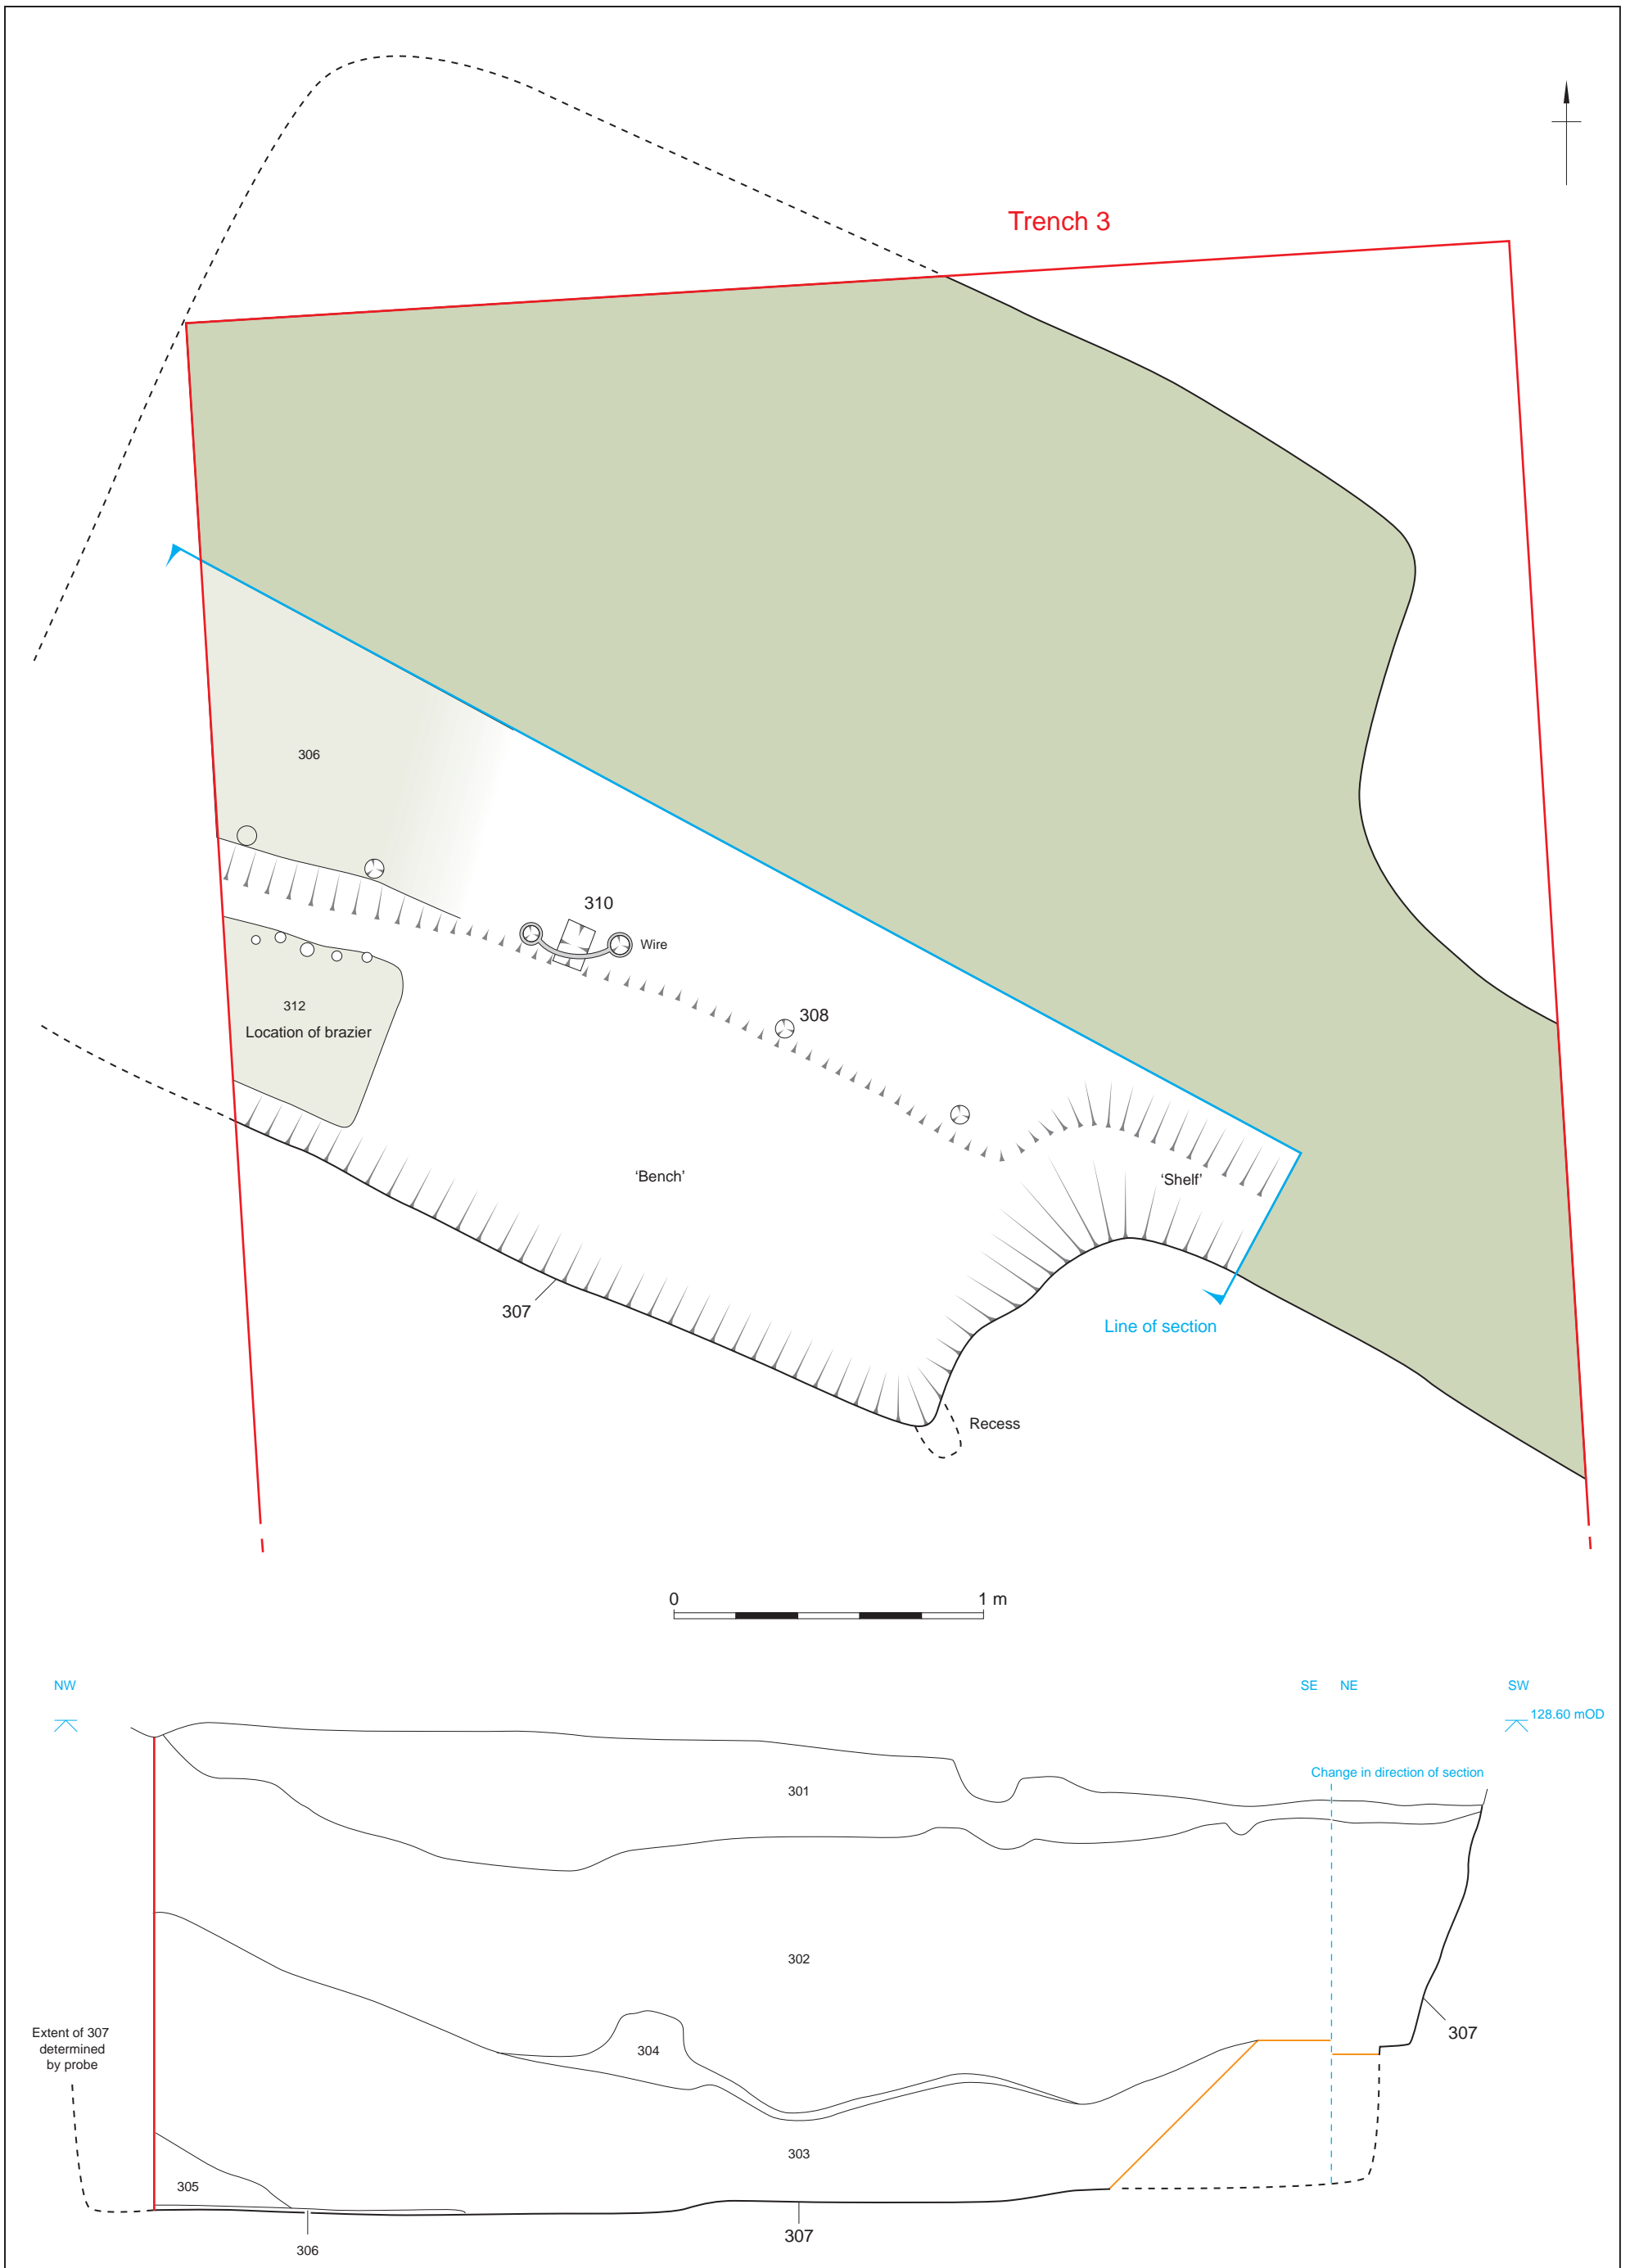 Trench 3
306
310
Wire
308
312
Location of brazier
'Bench'
'Shelf'
307
Line of section
Recess
0 1 m
NW
SE NE
SW
128.60 mOD
Change in direction of section
301
302
Extent of 307
determined
by probe
304
307
303
305
306
307